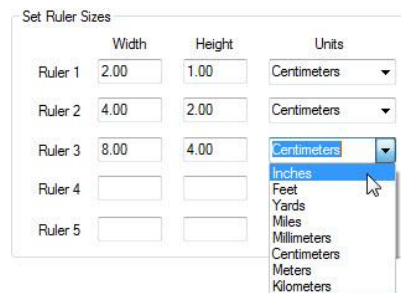 Set Ruler Sizes
Width Height Units
Ruler 1 2.00 1.00 Centimeters
Ruler 2 4.00 2.00 Centimeters
Ruler 3 8.00 4.00 Centimeters
Inches
Ruler 4 Feet
Yards
Miles
Ruler 5 Millimeters
Centimeters
Meters
Kilometers